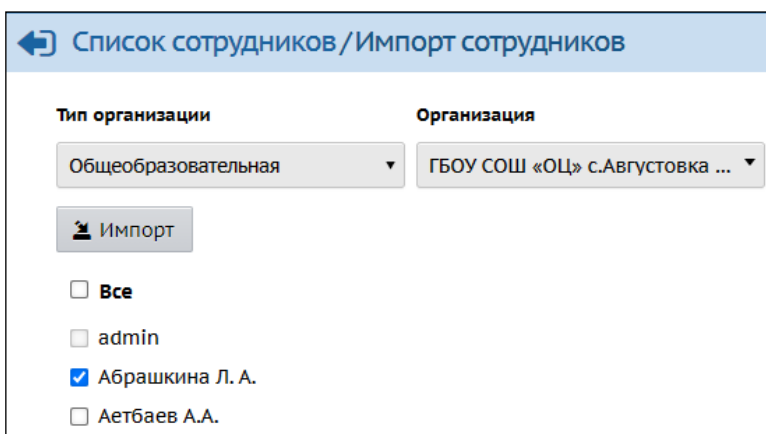 Список сотрудников/Импорт сотрудников
Тип организации Организация
Общеобразовательная ГБОУ СОШ «ОЦ» с.Августовка ...
Импорт
Все
admin
Абрашкина Л. А.
Аетбаев А.А.